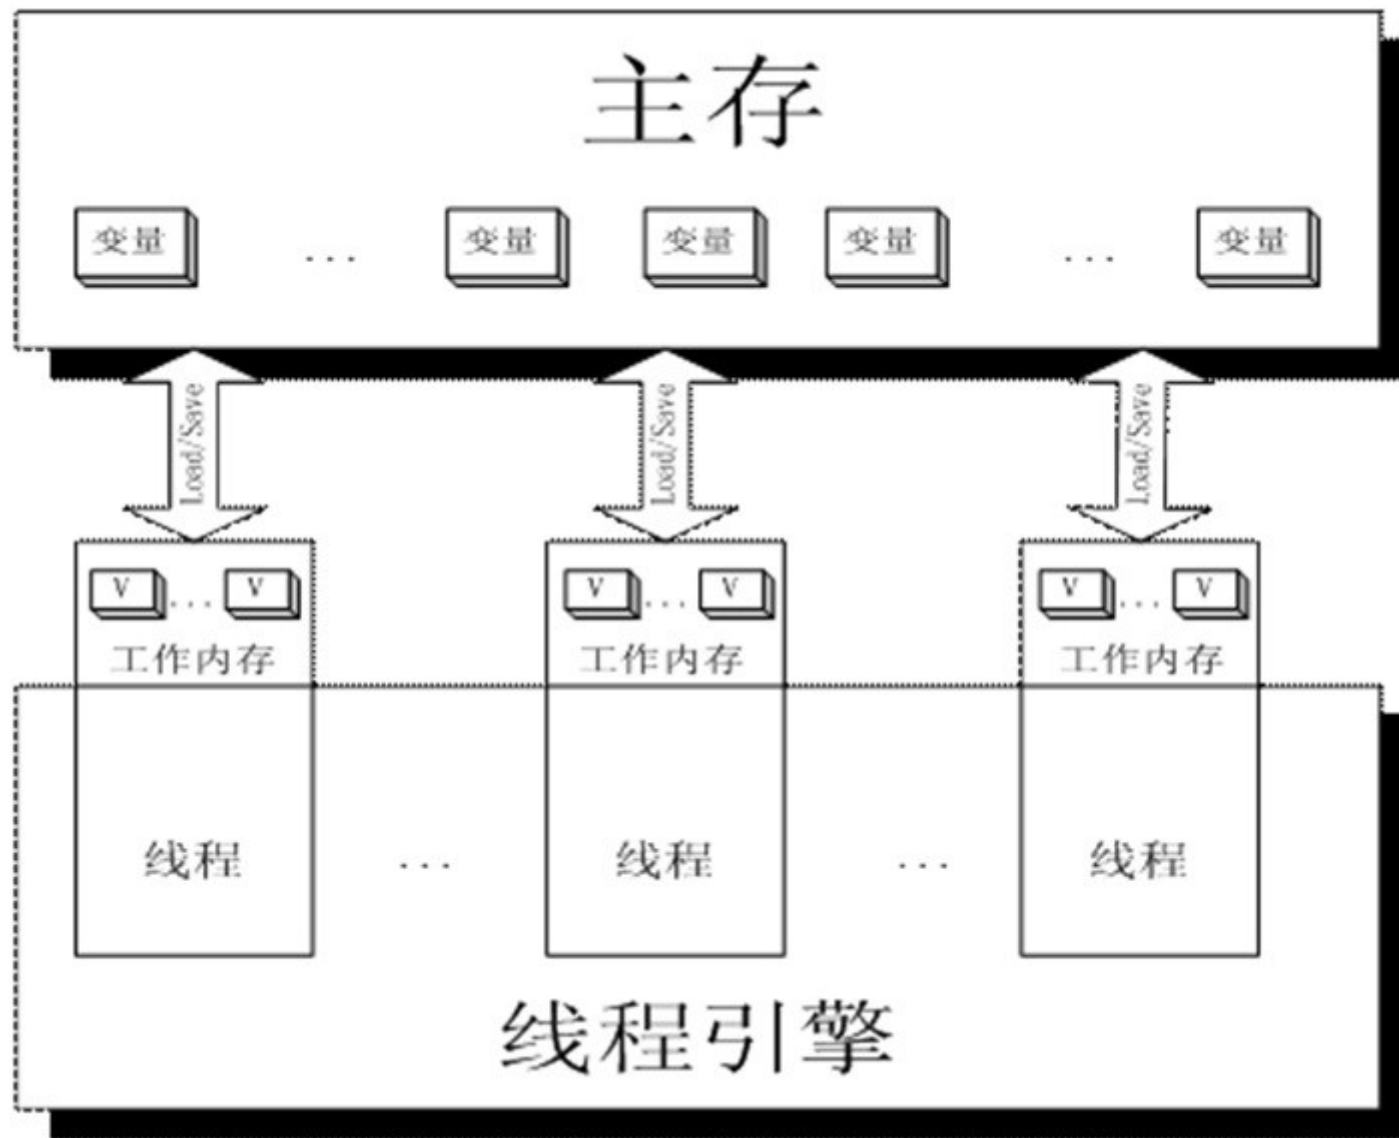 主存
变量 ... 变量 变量 变量 ... 变量
Load/Save Load/Save Load/Save
V ... V V ... V V ... V
工作内存 工作内存 工作内存
线程 ... 线程 ... 线程
线程引擎